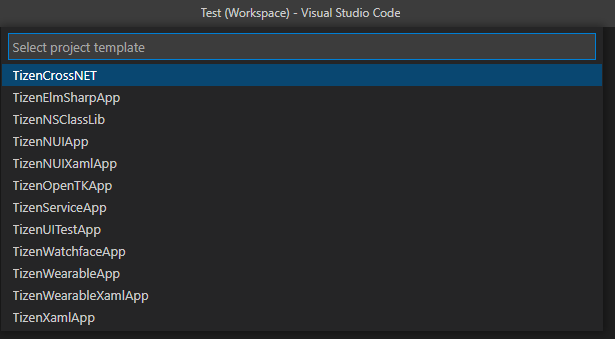 Test (Workspace) - Visual Studio Code
Select project template
TizenCrossNET
TizenElmSharpApp
TizenNSClassLib
TizenNUIApp
TizenNUIXamlApp
TizenOpenTKApp
TizenServiceApp
TizenUITestApp
TizenWatchfaceApp
TizenWearableApp
TizenWearableXamlApp
TizenXamlApp